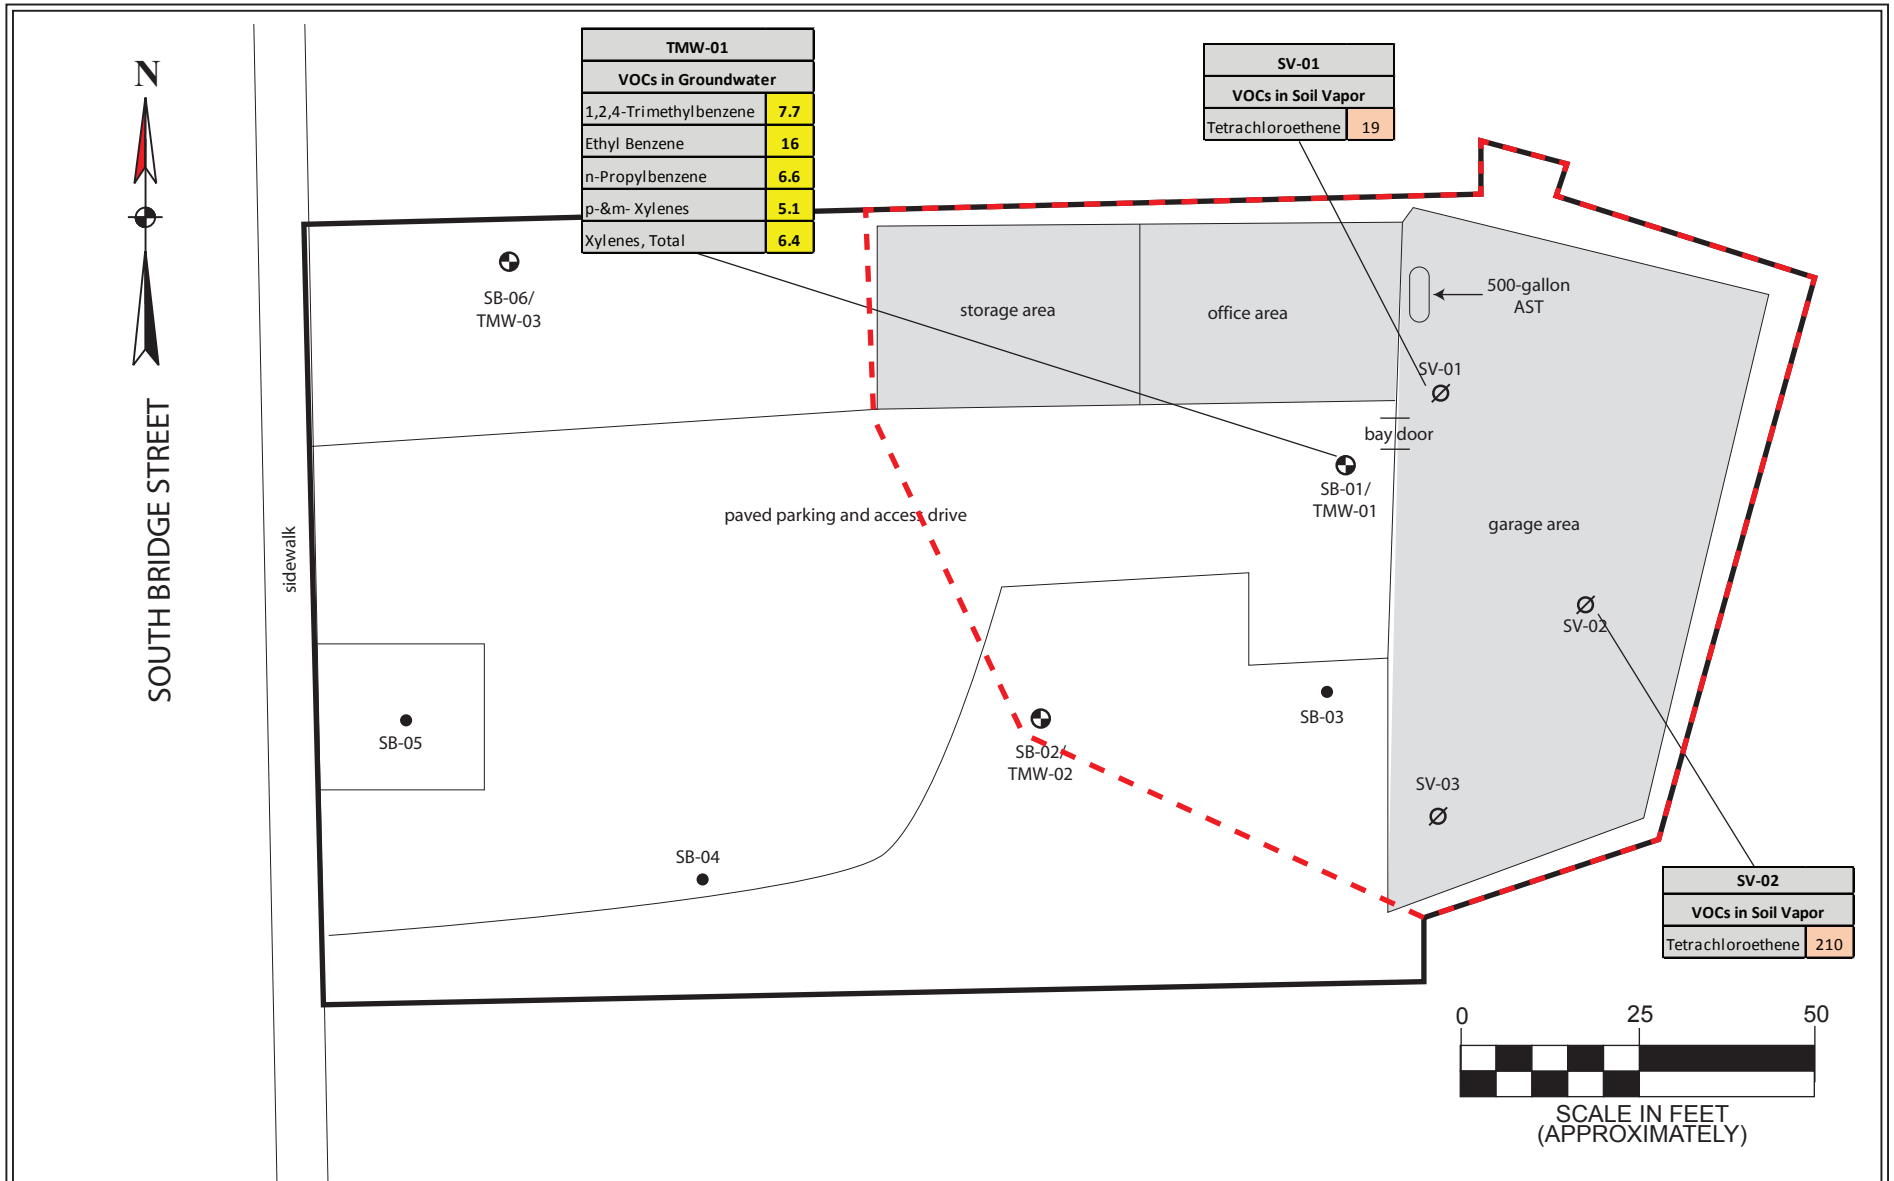 N
SOUTH BRIDGE STREET
sidewalk
TMW-01
VOCs in Groundwater
1,2,4-Trimethylbenzene 7.7
Ethyl Benzene 16
n-Propylbenzene 6.6
p-&m- Xylenes 5.1
Xylenes, Total 6.4
SV-01
VOCs in Soil Vapor
Tetrachloroethene 19
SB-06/
TMW-03
storage area
office area
500-gallon
AST
SV-01
bay door
SB-01/
TMW-01
paved parking and access drive
garage area
SV-02
SB-05
SB-02/
TMW-02
SB-03
SV-03
SB-04
SV-02
VOCs in Soil Vapor
Tetrachloroethene 210
0 25 50
SCALE IN FEET
(APPROXIMATELY)